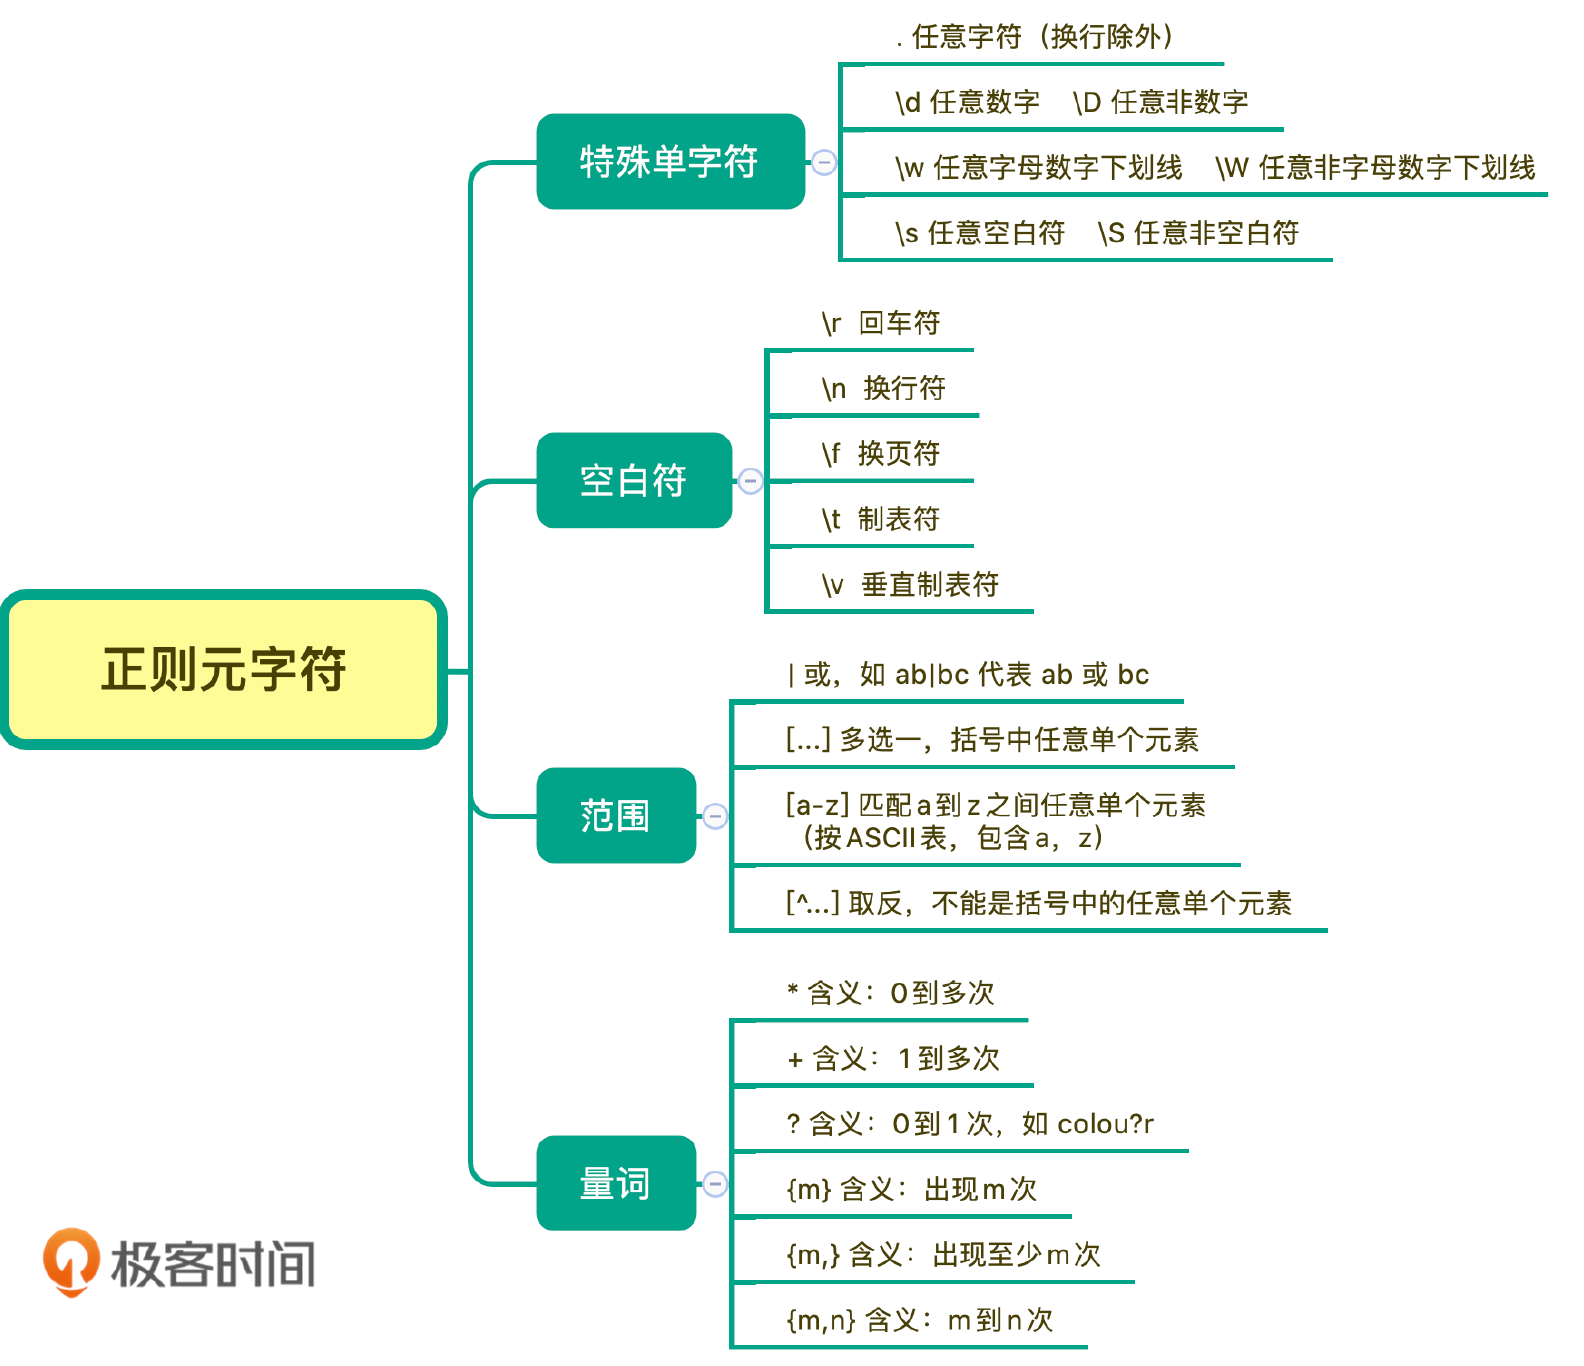 . 任意字符（换行除外）
\d 任意数字 \D 任意非数字
特殊单字符
\w 任意字母数字下划线 \W 任意非字母数字下划线
\s 任意空白符 \S 任意非空白符
\r 回车符
\n 换行符
\f 换页符
空白符
\t 制表符
\v 垂直制表符
正则元字符
| 或，如 ab|bc 代表 ab 或 bc
[...] 多选一，括号中任意单个元素
[a-z] 匹配 a 到 z 之间任意单个元素
（按 ASCII 表，包含 a，z）
范围
[^...] 取反，不能是括号中的任意单个元素
* 含义：0 到多次
+ 含义：1 到多次
? 含义：0 到 1 次，如 colou?r
量词
{m} 含义：出现 m 次
{m,} 含义：出现至少 m 次
{m,n} 含义：m 到 n 次
极客时间